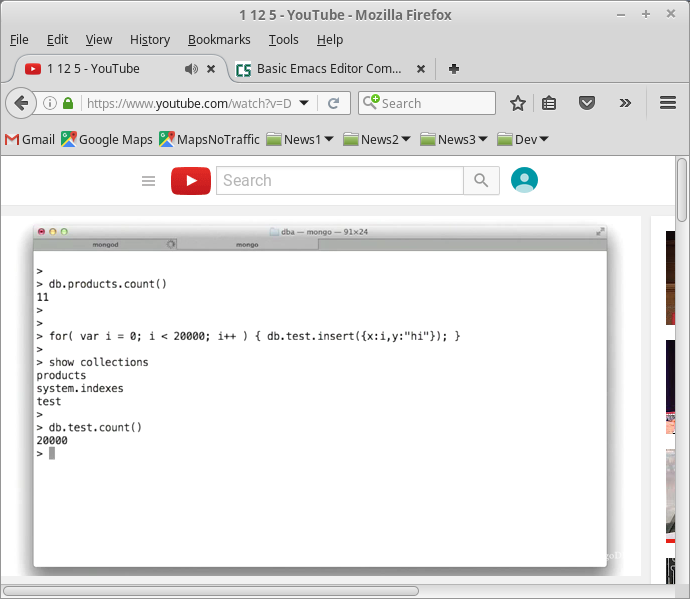 1 12 5 - YouTube - Mozilla Firefox
File Edit View History Bookmarks Tools Help
1 12 5 - YouTube
Basic Emacs Editor Com...
https://www.youtube.com/watch?v=D
Search
Gmail Google Maps MapsNoTraffic News1 News2 News3 Dev
Search
dba — mongo — 91×24
mongod mongo
>
> db.products.count()
11
>
>
> for( var i = 0; i < 20000; i++ ) { db.test.insert({x:i,y:"hi"}); }
>
> show collections
products
system.indexes
test
>
> db.test.count()
20000
>